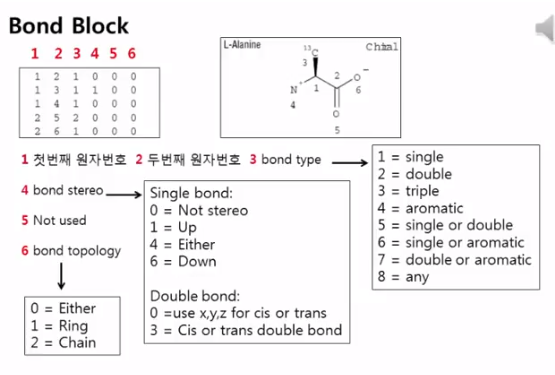 Bond Block
1 2 3 4 5 6
1 2 1 0 0 0
1 3 1 1 0 0
1 4 1 0 0 0
2 5 2 0 0 0
2 6 1 0 0 0
L-Alanine
Chiral
13C
3
2
O−
N+
1
6
4
O
5
1 첫번째 원자번호 2 두번째 원자번호 3 bond type
4 bond stereo
5 Not used
6 bond topology
0 = Either
1 = Ring
2 = Chain
Single bond:
0 = Not stereo
1 = Up
4 = Either
6 = Down
Double bond:
0 =use x,y,z for cis or trans
3 = Cis or trans double bond
1 = single
2 = double
3 = triple
4 = aromatic
5 = single or double
6 = single or aromatic
7 = double or aromatic
8 = any